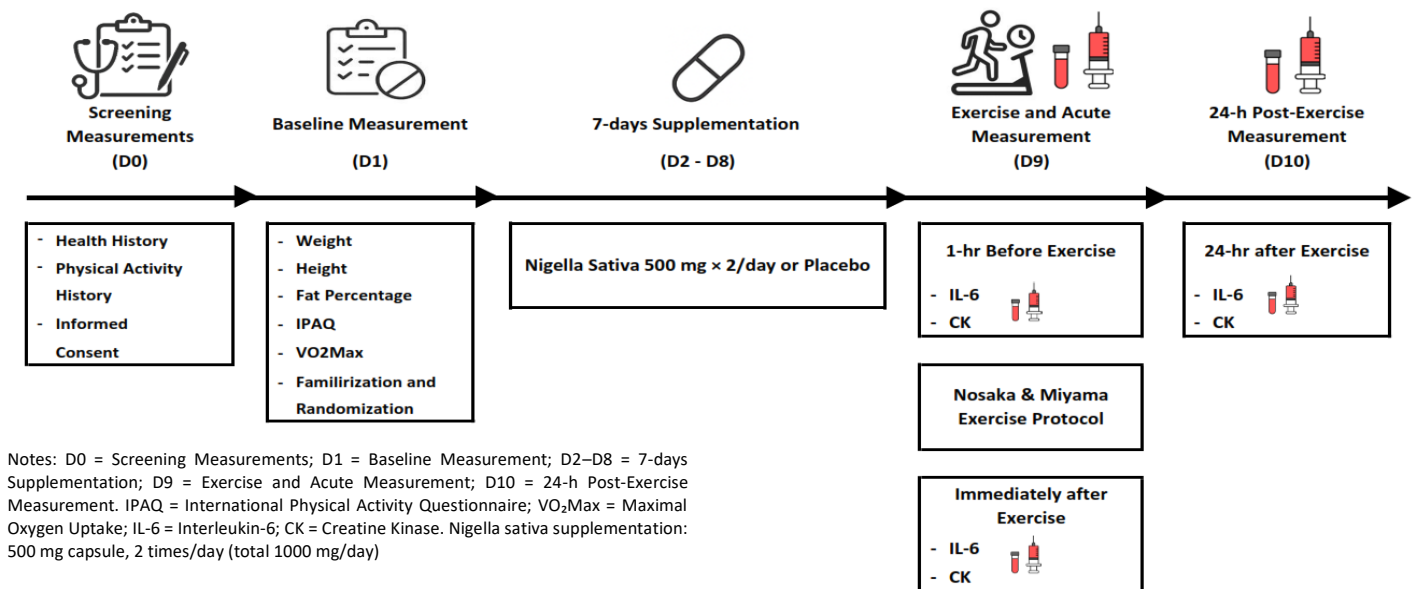 Screening
Measurements
(D0)
Baseline Measurement
(D1)
7-days Supplementation
(D2 - D8)
Exercise and Acute
Measurement
(D9)
24-h Post-Exercise
Measurement
(D10)
- Health History
- Physical Activity
History
- Informed
Consent
- Weight
- Height
- Fat Percentage
- IPAQ
- VO2Max
- Familirization and
Randomization
Nigella Sativa 500 mg × 2/day or Placebo
1-hr Before Exercise
- IL-6
- CK
Nosaka & Miyama
Exercise Protocol
Immediately after
Exercise
- IL-6
- CK
24-hr after Exercise
- IL-6
- CK
Notes: D0 = Screening Measurements; D1 = Baseline Measurement; D2–D8 = 7-days
Supplementation; D9 = Exercise and Acute Measurement; D10 = 24-h Post-Exercise
Measurement. IPAQ = International Physical Activity Questionnaire; VO₂Max = Maximal
Oxygen Uptake; IL-6 = Interleukin-6; CK = Creatine Kinase. Nigella sativa supplementation:
500 mg capsule, 2 times/day (total 1000 mg/day)